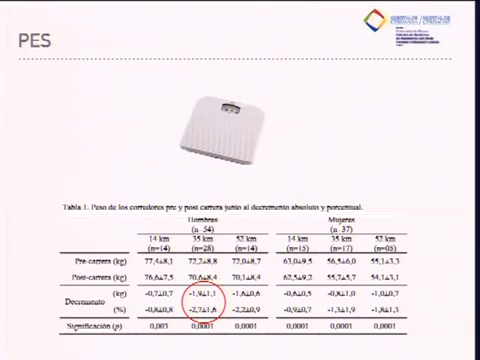 PES
Tabla 1. Peso de los corredores pre y post carrera junto al decremento absoluto y porcentual.
Hombres Mujeres
(n=54) (n=37)
14 km 35 km 52 km 14 km 35 km 52 km
(n=14) (n=28) (n=14) (n=15) (n=17) (n=05)
Pre-carrera (kg) 77,4±8,1 72,2±8,8 72,0±8,7 63,0±9,5 56,5±6,0 55,1±3,3
Post-carrera (kg) 76,6±7,5 70,6±8,4 70,1±8,4 62,5±9,2 55,7±5,7 54,1±3,1
Decremento (kg) -0,7±0,7 -1,9±1,1 -1,6±0,6 -0,6±0,5 -0,8±1,0 -1,0±0,7
(%) -0,8±0,8 -2,7±1,6 -2,2±0,9 -0,9±0,7 -1,3±1,9 -1,8±1,3
Significación (p) 0,003 0,0001 0,0001 0,0001 0,0001 0,0001